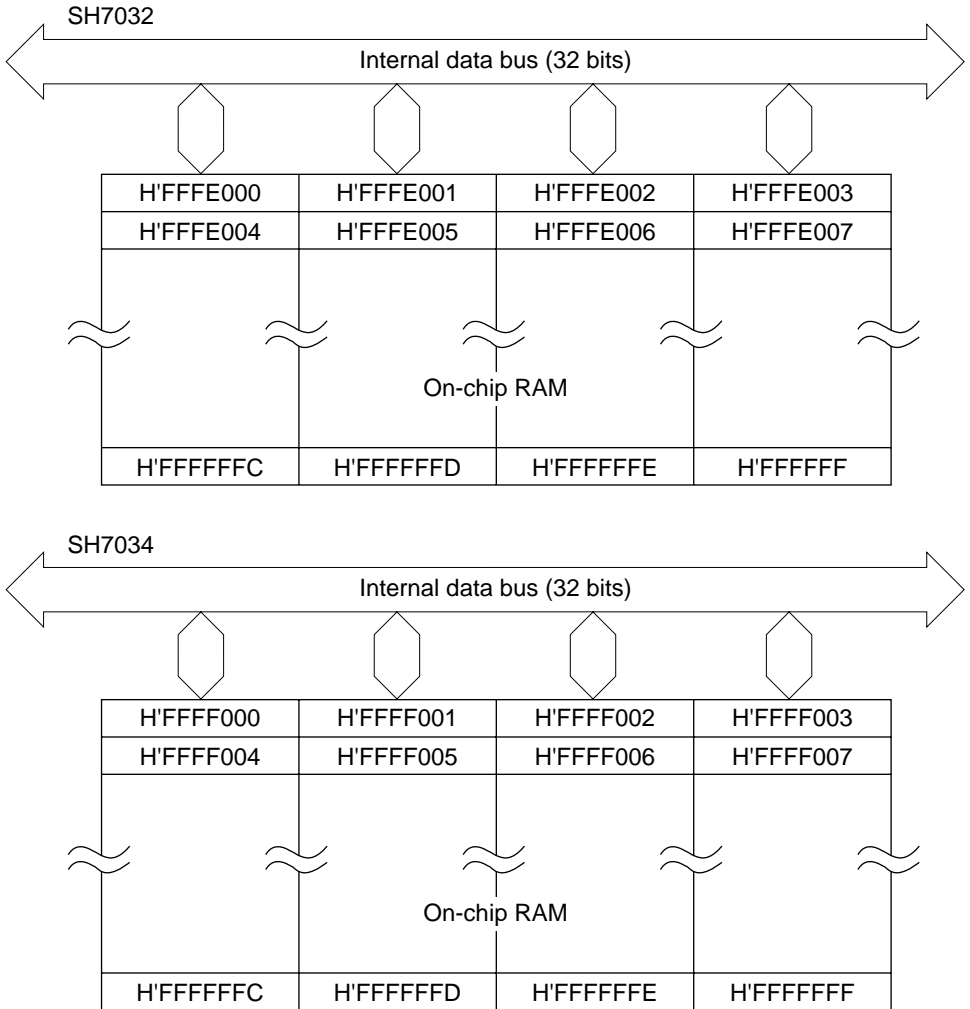 SH7032
Internal data bus (32 bits)
H'FFFE000 H'FFFE001 H'FFFE002 H'FFFE003
H'FFFE004 H'FFFE005 H'FFFE006 H'FFFE007
On-chip RAM
H'FFFFFFC H'FFFFFFD H'FFFFFFE H'FFFFFF
SH7034
Internal data bus (32 bits)
H'FFFF000 H'FFFF001 H'FFFF002 H'FFFF003
H'FFFF004 H'FFFF005 H'FFFF006 H'FFFF007
On-chip RAM
H'FFFFFFC H'FFFFFFD H'FFFFFFE H'FFFFFFF